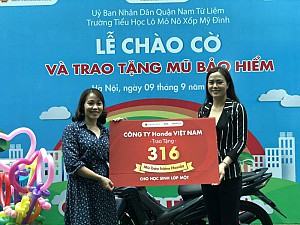 Uỷ Ban Nhân Dân Quận Nam Từ Liêm
Trường Tiểu Học Lô Mô Nô Xốp Mỹ Đình
LỄ CHÀO CỜ
VÀ TRAO TẶNG MŨ BẢO HIỂM
Hà Nội, ngày 09 tháng 9 năm
CÔNG TY Honda VIỆT NAM
Trao Tặng
316
CHO HỌC SINH LỚP MỘT